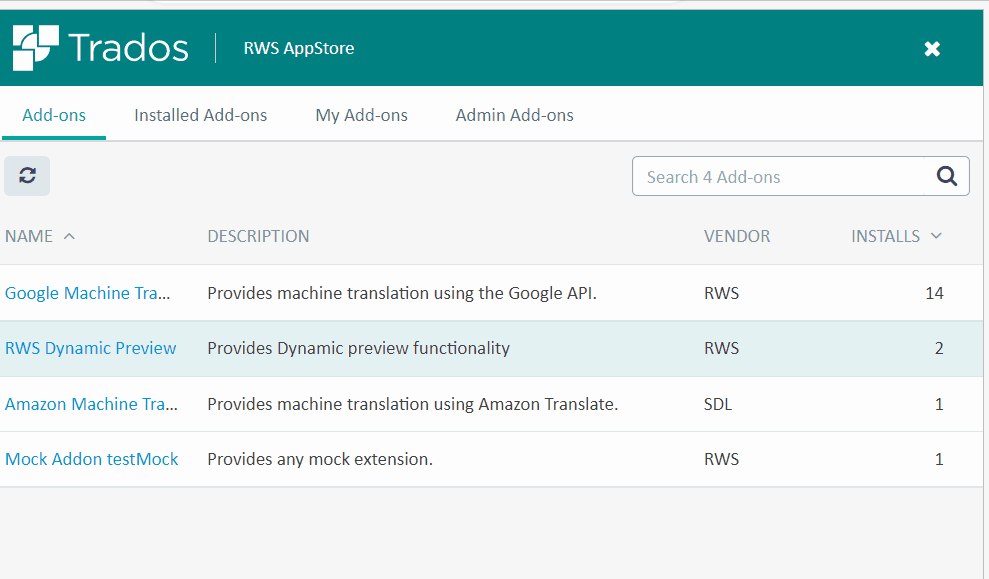 Trados RWS AppStore
Add-ons Installed Add-ons My Add-ons Admin Add-ons
Search 4 Add-ons
NAME DESCRIPTION VENDOR INSTALLS
Google Machine Tra... Provides machine translation using the Google API. RWS 14
RWS Dynamic Preview Provides Dynamic preview functionality RWS 2
Amazon Machine Tra... Provides machine translation using Amazon Translate. SDL 1
Mock Addon testMock Provides any mock extension. RWS 1